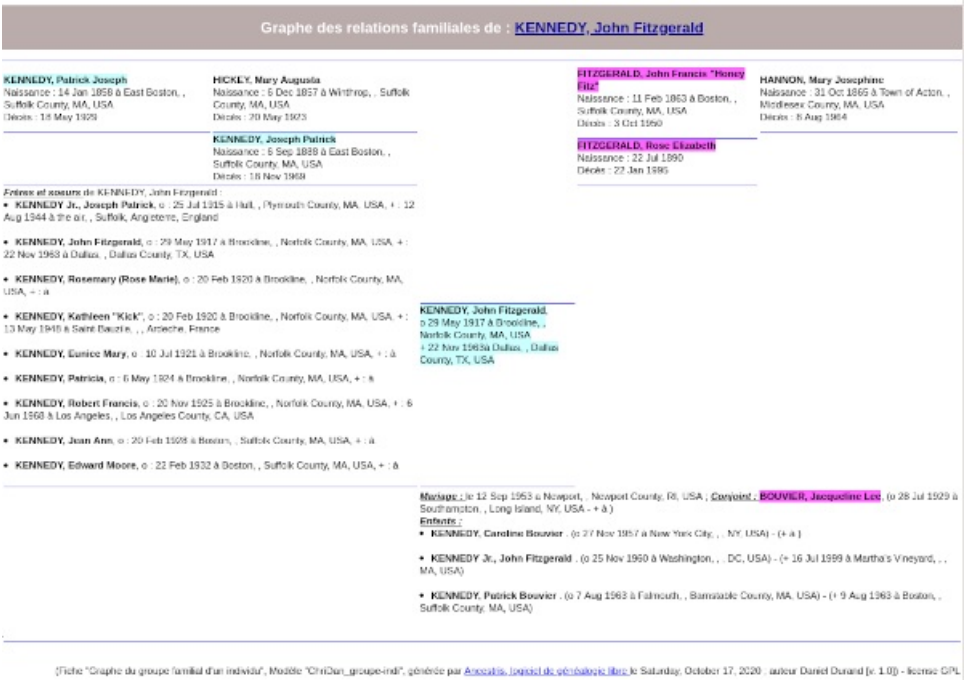 Graphe des relations familiales de : KENNEDY, John Fitzgerald
KENNEDY, Patrick Joseph
Naissance : 14 Jan 1858 à East Boston, ,
Suffolk County, MA, USA
Décès : 18 May 1929
HICKEY, Mary Augusta
Naissance : 6 Dec 1857 à Winthrop, , Suffolk
County, MA, USA
Décès : 20 May 1923
FITZGERALD, John Francis "Honey
Fitz"
Naissance : 11 Feb 1863 à Boston, ,
Suffolk County, MA, USA
Décès : 3 Oct 1950
HANNON, Mary Josephine
Naissance : 31 Oct 1865 à Town of Acton, ,
Middlesex County, MA, USA
Décès : 8 Aug 1964
KENNEDY, Joseph Patrick
Naissance : 6 Sep 1888 à East Boston, ,
Suffolk County, MA, USA
Décès : 18 Nov 1969
FITZGERALD, Rose Elizabeth
Naissance : 22 Jul 1890
Décès : 22 Jan 1995
Frères et soeurs de KENNEDY, John Fitzgerald :
• KENNEDY Jr., Joseph Patrick, o : 25 Jul 1915 à Hull, , Plymouth County, MA, USA, + : 12
Aug 1944 à the air, , Suffolk, Angleterre, England
• KENNEDY, John Fitzgerald, o : 29 May 1917 à Brookline, , Norfolk County, MA, USA, + :
22 Nov 1963 à Dallas, , Dallas County, TX, USA
• KENNEDY, Rosemary (Rose Marie), o : 20 Feb 1920 à Brookline, , Norfolk County, MA,
USA, + : à
• KENNEDY, Kathleen "Kick", o : 20 Feb 1920 à Brookline, , Norfolk County, MA, USA, + :
13 May 1948 à Saint Bauzile, , , Ardeche, France
• KENNEDY, Eunice Mary, o : 10 Jul 1921 à Brookline, , Norfolk County, MA, USA, + : à
• KENNEDY, Patricia, o : 6 May 1924 à Brookline, , Norfolk County, MA, USA, + : à
• KENNEDY, Robert Francis, o : 20 Nov 1925 à Brookline, , Norfolk County, MA, USA, + : 6
Jun 1968 à Los Angeles, , Los Angeles County, CA, USA
• KENNEDY, Jean Ann, o : 20 Feb 1928 à Boston, , Suffolk County, MA, USA, + : à
• KENNEDY, Edward Moore, o : 22 Feb 1932 à Boston, , Suffolk County, MA, USA, + : à
KENNEDY, John Fitzgerald,
o 29 May 1917 à Brookline, ,
Norfolk County, MA, USA
+ 22 Nov 1963à Dallas, , Dallas
County, TX, USA
Mariage : le 12 Sep 1953 à Newport, , Newport County, RI, USA ; Conjoint : BOUVIER, Jacqueline Lee, (o 28 Jul 1929 à
Southampton, , Long Island, NY, USA - + à )
Enfants :
• KENNEDY, Caroline Bouvier . (o 27 Nov 1957 à New York City, , , NY, USA) - (+ à )
• KENNEDY Jr., John Fitzgerald . (o 25 Nov 1960 à Washington, , , DC, USA) - (+ 16 Jul 1999 à Martha's Vineyard, , ,
MA, USA)
• KENNEDY, Patrick Bouvier . (o 7 Aug 1963 à Falmouth, , Barnstable County, MA, USA) - (+ 9 Aug 1963 à Boston, ,
Suffolk County, MA, USA)
(Fiche "Graphe du groupe familial d'un individu", Modèle "ChriDan_groupe-indi", générée par Ancestris, logiciel de généalogie libre le Saturday, October 17, 2020 , auteur Daniel Durand [v. 1.0]) - license GPL